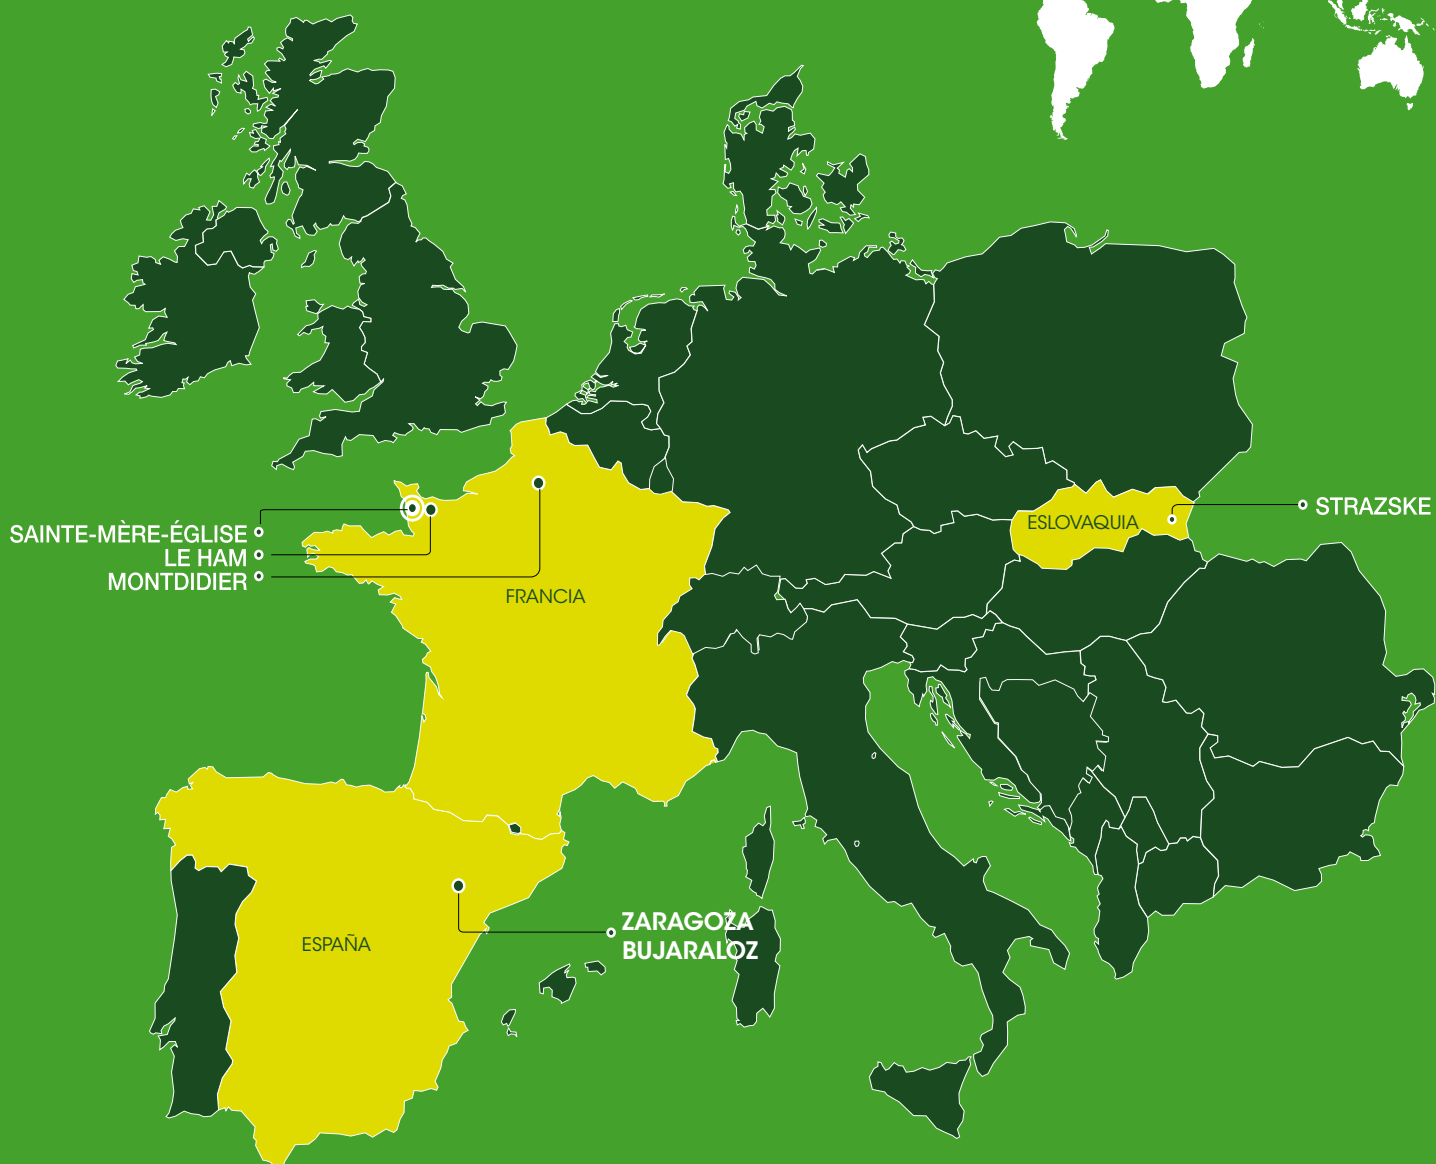 SAINTE-MÈRE-ÉGLISE
LE HAM
MONTDIDIER
FRANCIA
ESLOVAQUIA
STRAZSKE
ESPAÑA
ZARAGOZA
BUJARALOZ